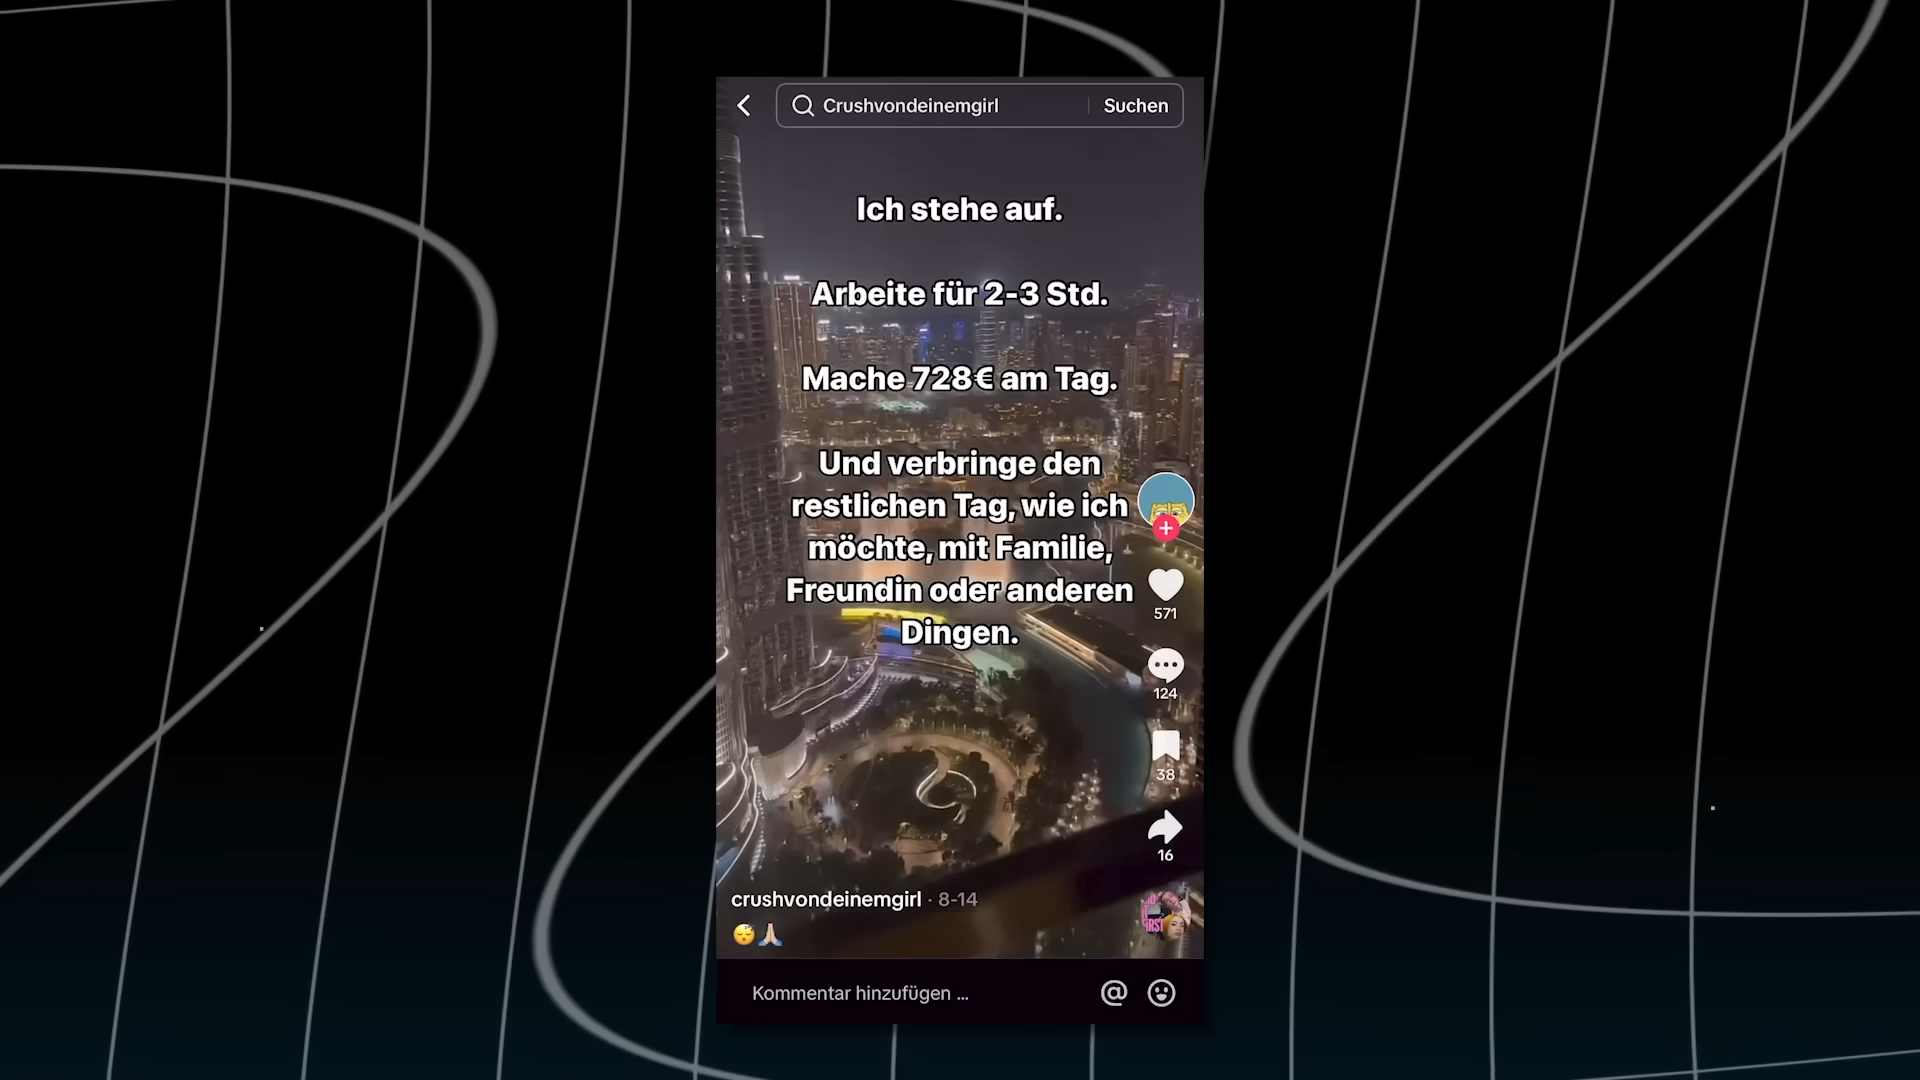 Crushvondeinemgirl
Suchen
Ich stehe auf.
Arbeite für 2-3 Std.
Mache 728€ am Tag.
Und verbringe den
restlichen Tag, wie ich
möchte, mit Familie,
Freundin oder anderen
Dingen.
571
124
38
16
crushvondeinemgirl · 8-14
Kommentar hinzufügen ...